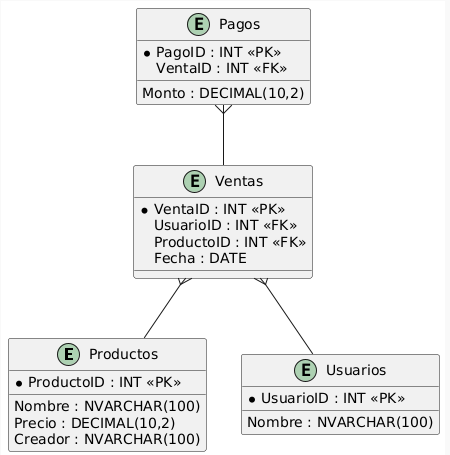 E Pagos
PagoID : INT «PK»
VentaID : INT «FK»
Monto : DECIMAL(10,2)
E Ventas
VentaID : INT «PK»
UsuarioID : INT «FK»
ProductoID : INT «FK»
Fecha : DATE
E Productos
ProductoID : INT «PK»
Nombre : NVARCHAR(100)
Precio : DECIMAL(10,2)
Creador : NVARCHAR(100)
E Usuarios
UsuarioID : INT «PK»
Nombre : NVARCHAR(100)